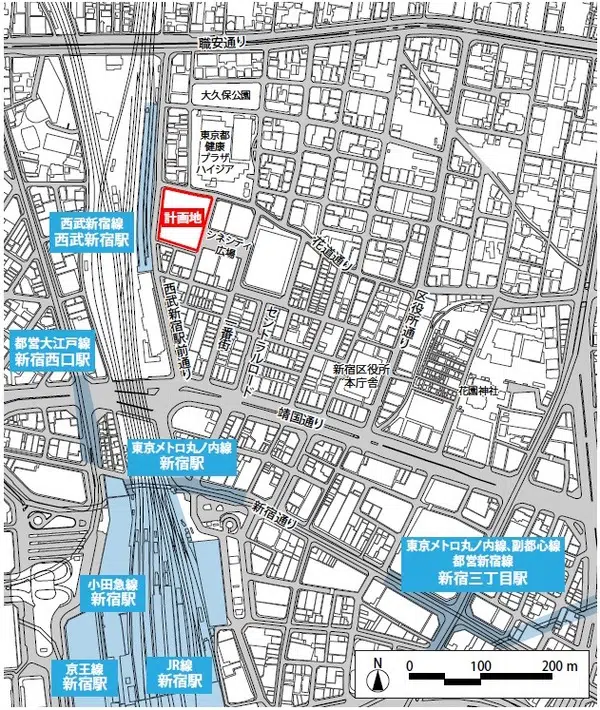 職安通り
大久保公園
東京都
健康
プラザ
ハイジア
計画地
西武新宿線
西武新宿駅
シネシティ
広場
花道通り
区役所通り
西武新宿駅前通り
一番街
セントラルロード
都営大江戸線
新宿西口駅
新宿区役所
本庁舎
花園神社
靖国通り
東京メトロ丸ノ内線
新宿駅
新宿通り
東京メトロ丸ノ内線、副都心線
都営新宿線
新宿三丁目駅
小田急線
新宿駅
京王線
新宿駅
JR線
新宿駅
N
0 100 200 m